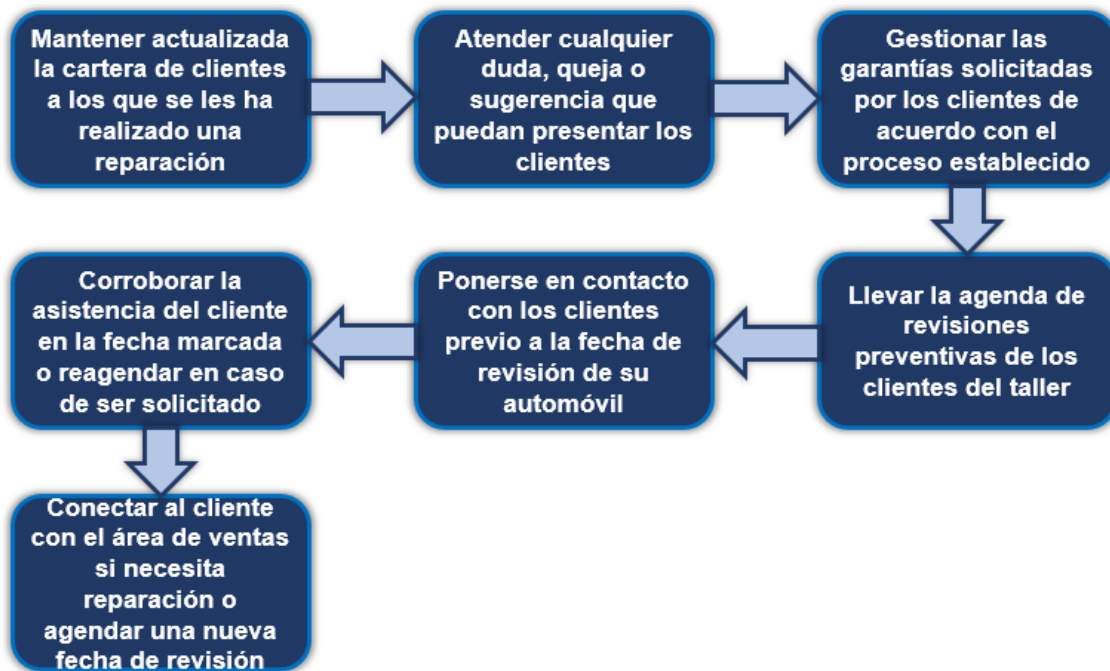 Mantener actualizada
la cartera de clientes
a los que se les ha
realizado una
reparación
Atender cualquier
duda, queja o
sugerencia que
puedan presentar los
clientes
Gestionar las
garantías solicitadas
por los clientes de
acuerdo con el
proceso establecido
Llevar la agenda de
revisiones
preventivas de los
clientes del taller
Ponerse en contacto
con los clientes
previo a la fecha de
revisión de su
automóvil
Corroborar la
asistencia del cliente
en la fecha marcada
o reagendar en caso
de ser solicitado
Conectar al cliente
con el área de ventas
si necesita
reparación o
agendar una nueva
fecha de revisión